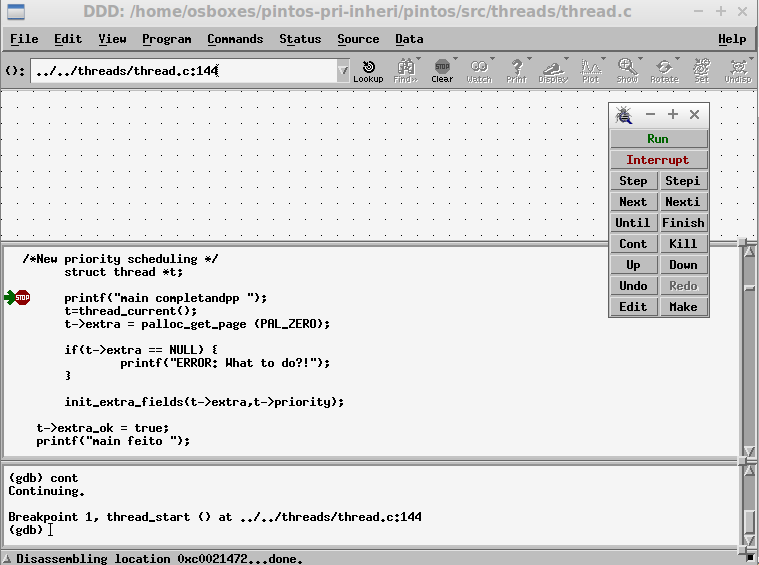 DDD: /home/osboxes/pintos-pri-inheri/pintos/src/threads/thread.c
File Edit View Program Commands Status Source Data Help
(): ../../threads/thread.c:144
Lookup Find» Clear Watch Print Display Plot Show Rotate Set Undisp
STOP
Run
Interrupt
Step Stepi
Next Nexti
Until Finish
Cont Kill
Up Down
Undo Redo
Edit Make
/*New priority scheduling */
struct thread *t;
STOP printf("main completandpp ");
t=thread_current();
t->extra = palloc_get_page (PAL_ZERO);
if(t->extra == NULL) {
printf("ERROR: What to do?!");
}
init_extra_fields(t->extra,t->priority);
t->extra_ok = true;
printf("main feito ");
(gdb) cont
Continuing.
Breakpoint 1, thread_start () at ../../threads/thread.c:144
(gdb)
Disassembling location 0xc0021472...done.